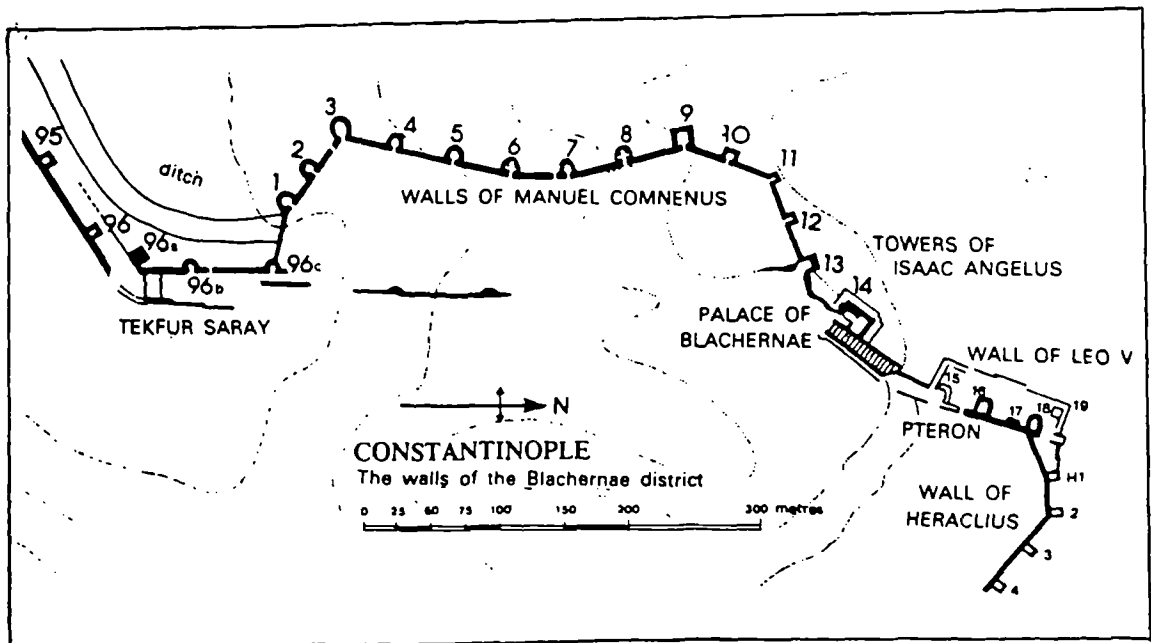 95
ditch
96
96a
96b
96c
TEKFUR SARAY
1
2
3
4
5
6
7
8
9
10
11
12
13
14
WALLS OF MANUEL COMNENUS
TOWERS OF
ISAAC ANGELUS
PALACE OF
BLACHERNAE
WALL OF LEO V
15
16
17
18
19
PTERON
H1
2
3
4
WALL OF
HERACLIUS
N
CONSTANTINOPLE
The walls of the Blachernae district
0 25 50 75 100 150 200 300 metres